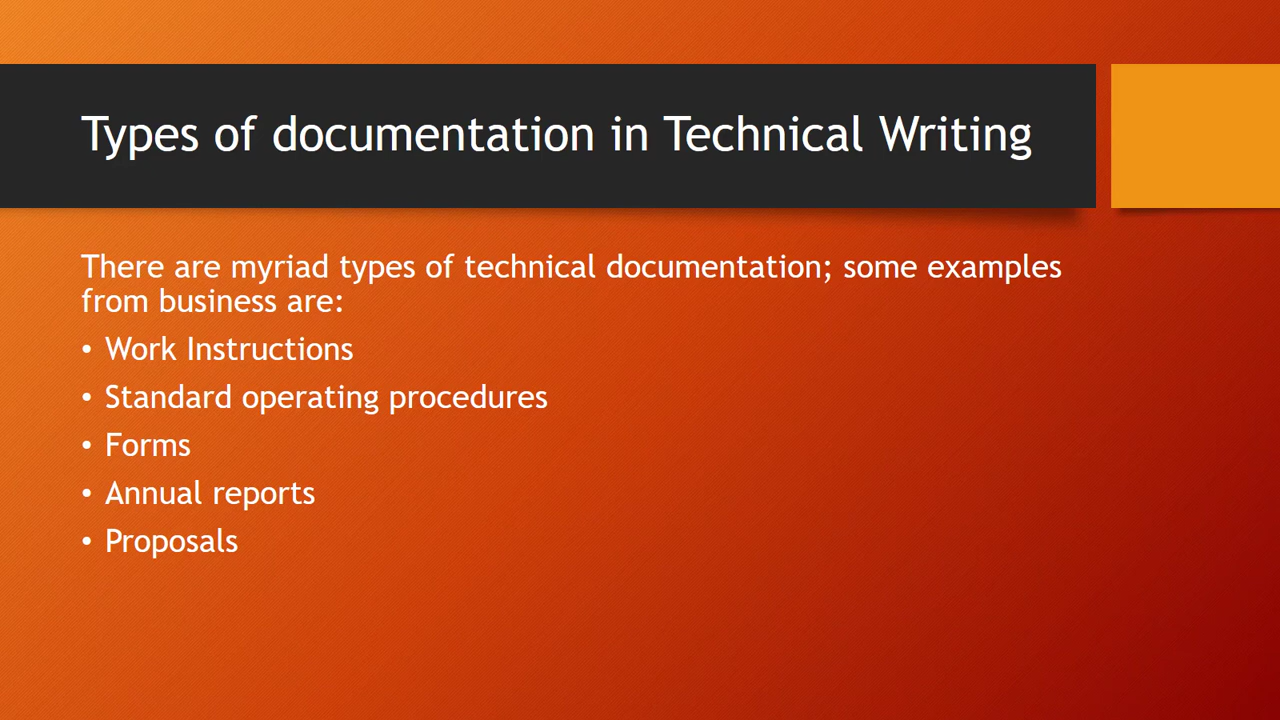 Types of documentation in Technical Writing
There are myriad types of technical documentation; some examples
from business are:
• Work Instructions
• Standard operating procedures
• Forms
• Annual reports
• Proposals